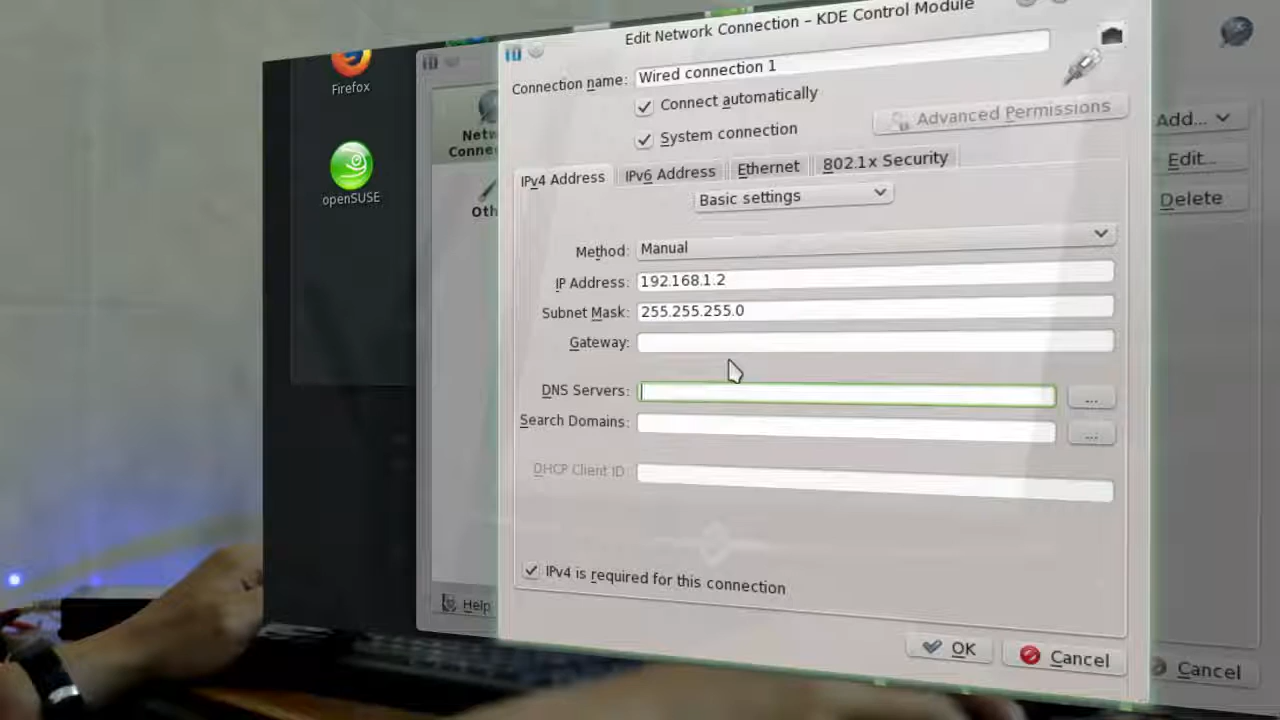 Edit Network Connection – KDE Control Module
Firefox
openSUSE
Connection name: Wired connection 1
Connect automatically
System connection
Advanced Permissions
IPv4 Address IPv6 Address Ethernet 802.1x Security
Basic settings
Method: Manual
IP Address: 192.168.1.2
Subnet Mask: 255.255.255.0
Gateway:
DNS Servers: ...
Search Domains: ...
DHCP Client ID:
IPv4 is required for this connection
OK Cancel
Help
Add...
Edit...
Delete
Cancel